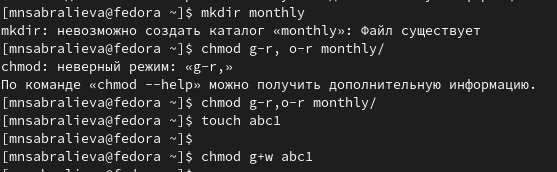 [mnsabralieva@fedora ~]$ mkdir monthly
mkdir: невозможно создать каталог «monthly»: Файл существует
[mnsabralieva@fedora ~]$ chmod g-r, o-r monthly/
chmod: неверный режим: «g-r,»
По команде «chmod --help» можно получить дополнительную информацию.
[mnsabralieva@fedora ~]$ chmod g-r,o-r monthly/
[mnsabralieva@fedora ~]$ touch abc1
[mnsabralieva@fedora ~]$
[mnsabralieva@fedora ~]$ chmod g+w abc1